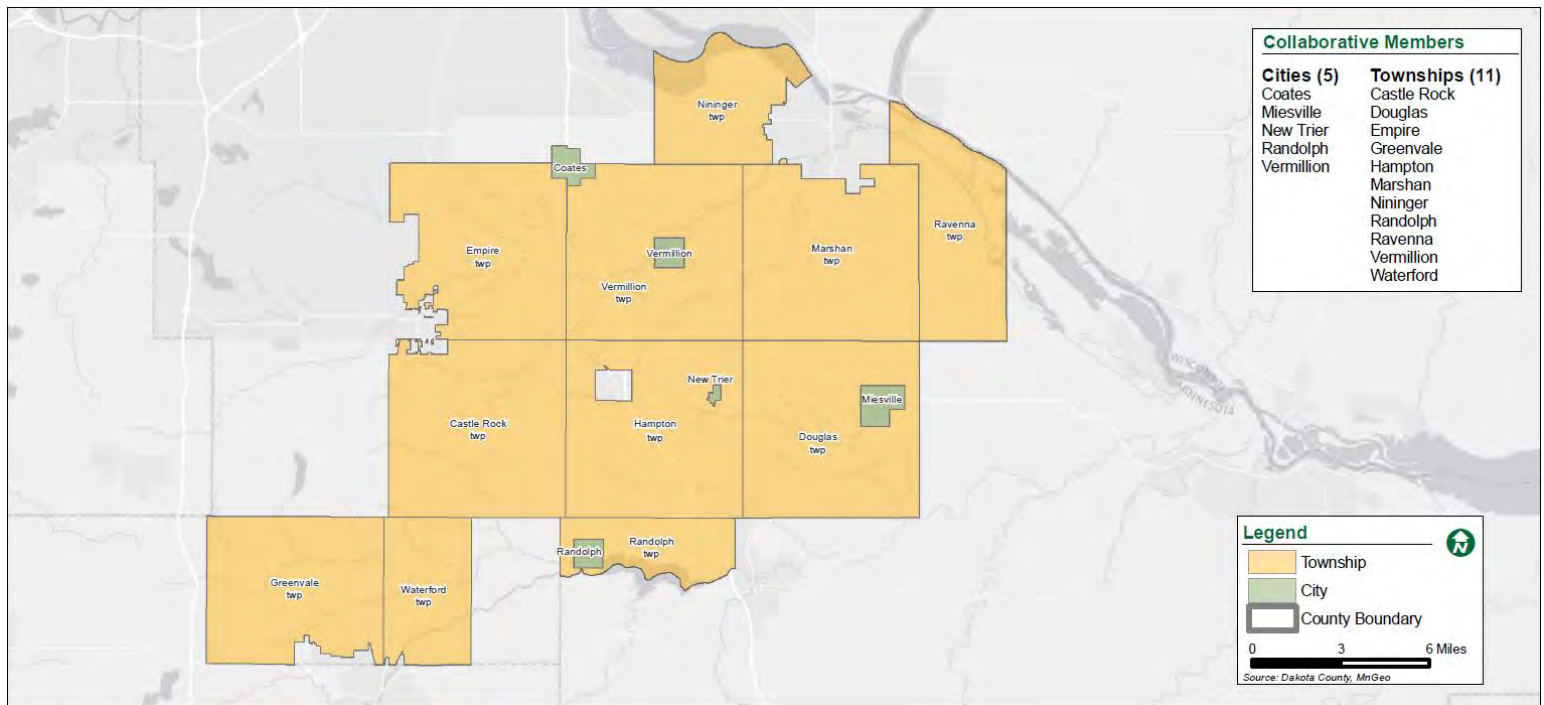 Collaborative Members
Cities (5)
Coates
Miesville
New Trier
Randolph
Vermillion
Townships (11)
Castle Rock
Douglas
Empire
Greenvale
Hampton
Marshan
Nininger
Randolph
Ravenna
Vermillion
Waterford
Nininger
twp
Coates
Ravenna
twp
Empire
twp
Vermillion
Marshan
twp
Vermillion
twp
WISCONSIN
MINNESOTA
New Trier
Miesville
Castle Rock
twp
Hampton
twp
Douglas
twp
Randolph
Randolph
twp
Greenvale
twp
Waterford
twp
Legend
N
Township
City
County Boundary
0 3 6 Miles
Source: Dakota County, MnGeo